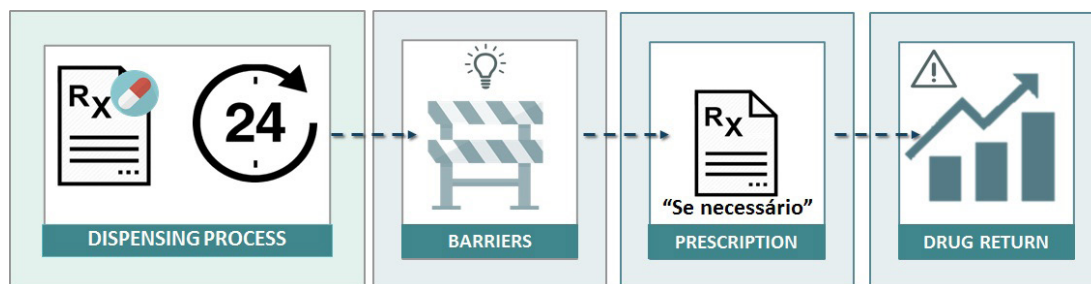 Rx
24
DISPENSING PROCESS
BARRIERS
Rx
“Se necessário”
PRESCRIPTION
DRUG RETURN